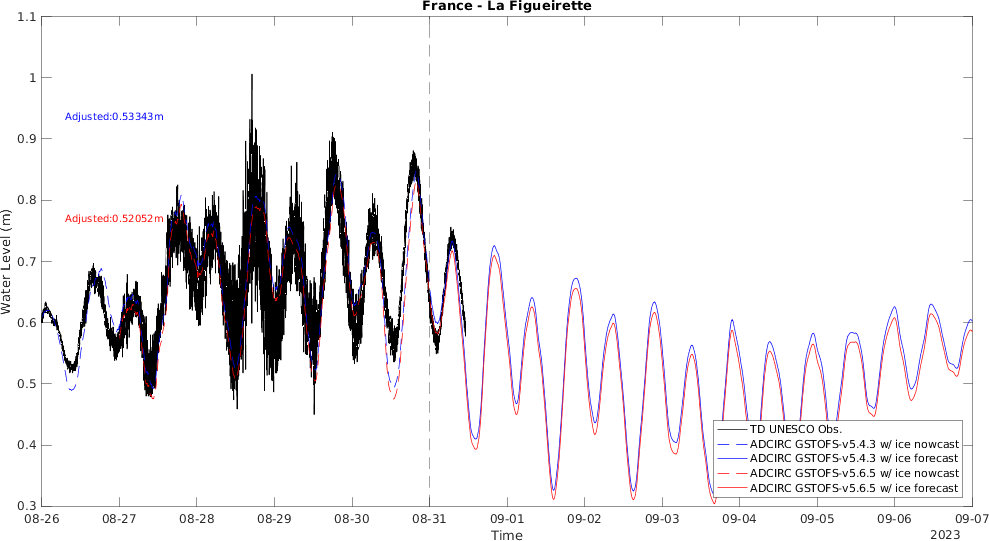 France - La Figueirette
1.1
1
0.9
0.8
0.7
0.6
0.5
0.4
0.3
Water Level (m)
Adjusted:0.53343m
Adjusted:0.52052m
TD UNESCO Obs.
ADCIRC GSTOFS-v5.4.3 w/ ice nowcast
ADCIRC GSTOFS-v5.4.3 w/ ice forecast
ADCIRC GSTOFS-v5.6.5 w/ ice nowcast
ADCIRC GSTOFS-v5.6.5 w/ ice forecast
08-26 08-27 08-28 08-29 08-30 08-31 09-01 09-02 09-03 09-04 09-05 09-06 09-07
Time
2023